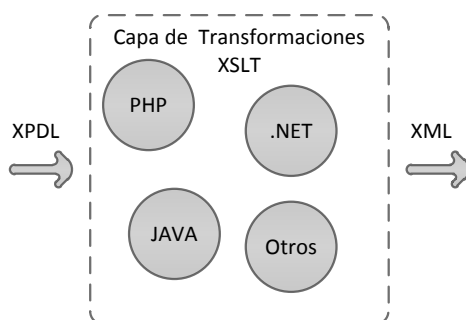 Capa de Transformaciones
XSLT
PHP
.NET
XPDL
XML
JAVA
Otros